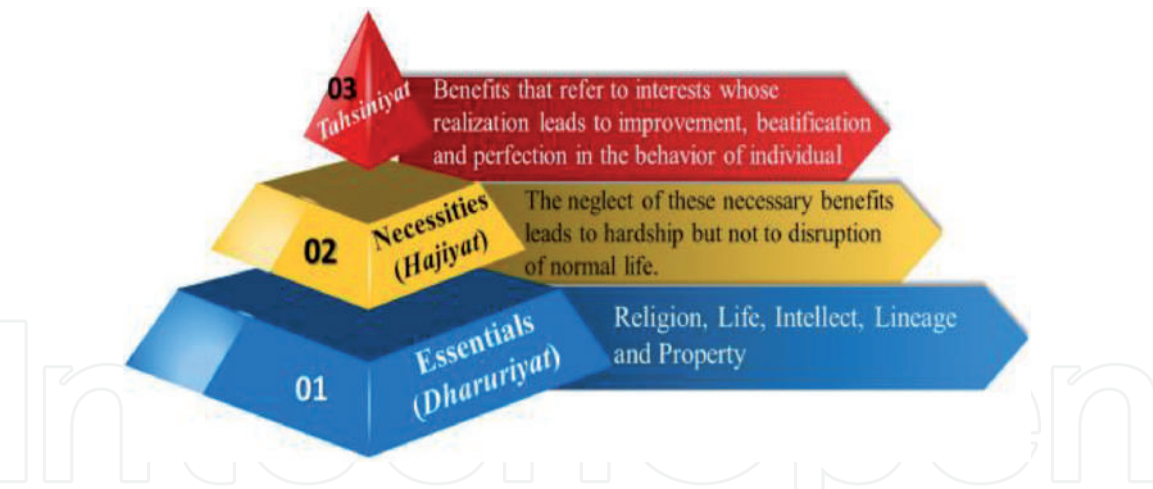 03
Tahsiniyat
Benefits that refer to interests whose
realization leads to improvement, beatification
and perfection in the behavior of individual
02
Necessities
(Hajiyat)
The neglect of these necessary benefits
leads to hardship but not to disruption
of normal life.
01
Essentials
(Dharuriyat)
Religion, Life, Intellect, Lineage
and Property